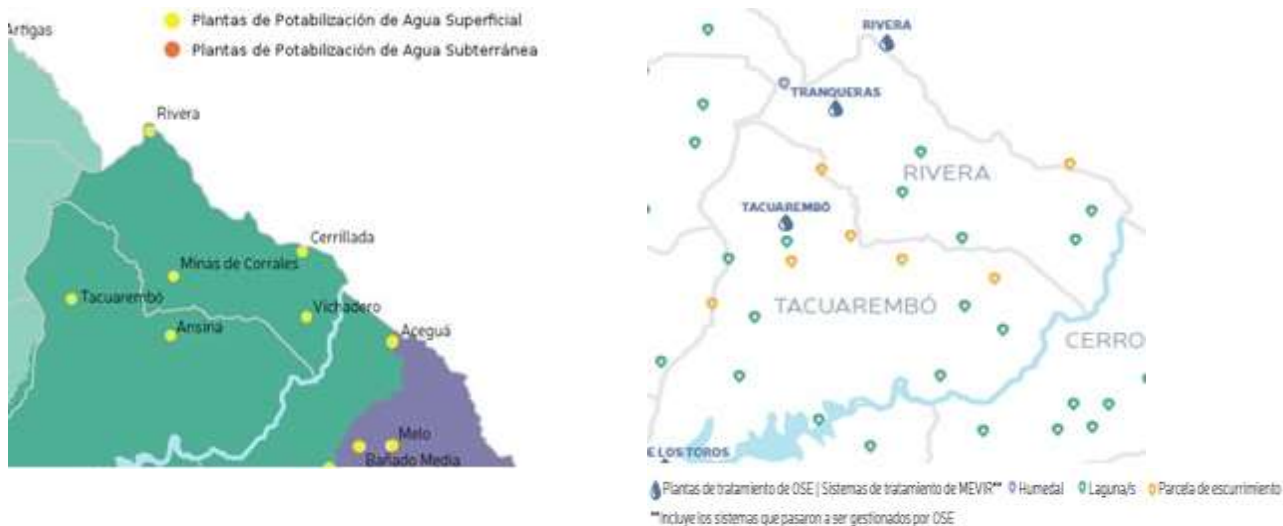 Plantas de Potabilización de Agua Superficial
Plantas de Potabilización de Agua Subterránea
Artigas
Rivera
Cerrillada
Minas de Corrales
Tacuarembó
Vichadero
Ansina
Aceguá
Melo
Bañado Media
RIVERA
TRANQUERAS
RIVERA
TACUAREMBÓ
TACUAREMBÓ
CERRO
E LOS TOROS
Plantas de tratamiento de OSE | Sistemas de tratamiento de MEVIR** Humedal Laguna/s Parcela de escurrimiento
**Incluye los sistemas que pasaron a ser gestionados por OSE